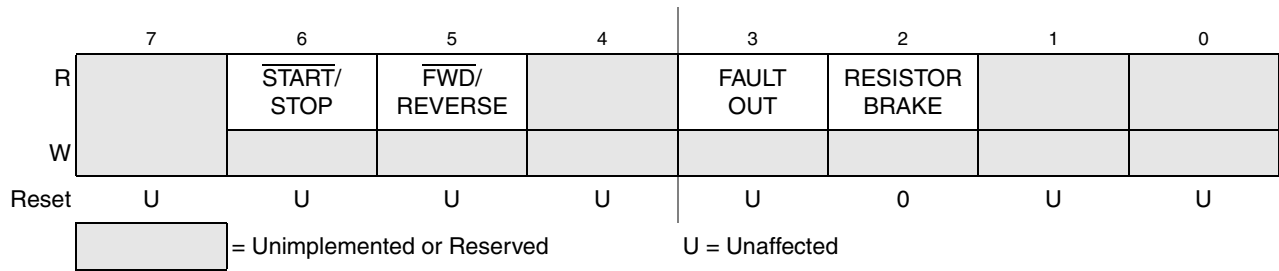 7 6 5 4 3 2 1 0
R START/ STOP FWD/ REVERSE FAULT OUT RESISTOR BRAKE
W
Reset U U U U U 0 U U
= Unimplemented or Reserved U = Unaffected